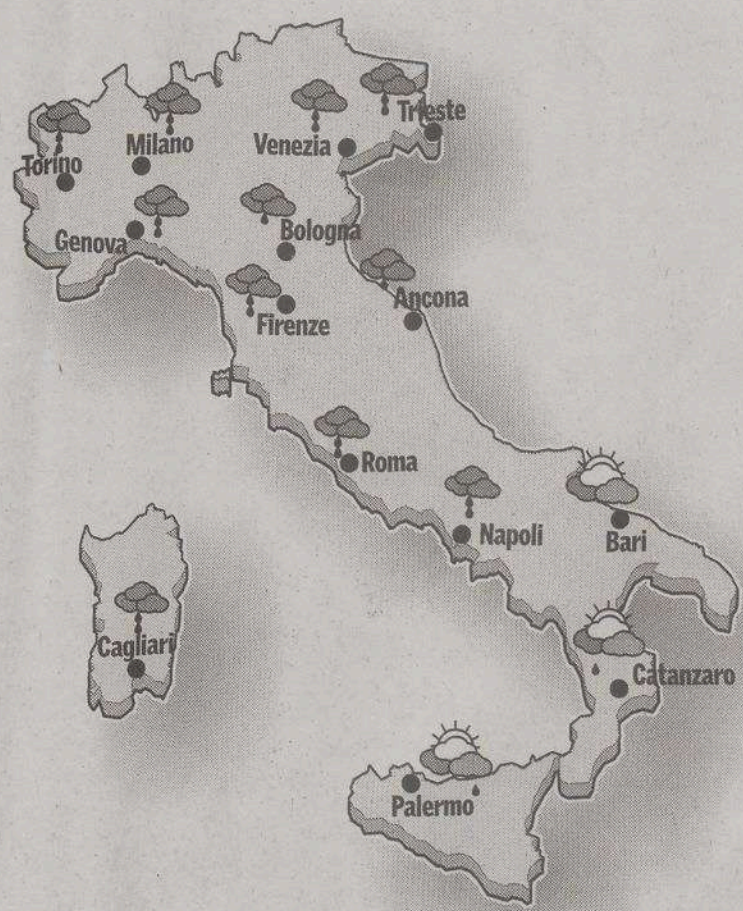 Trieste
Milano
Venezia
Torino
Bologna
Genova
Ancona
Firenze
Roma
Napoli
Bari
Cagliari
Catanzaro
Palermo